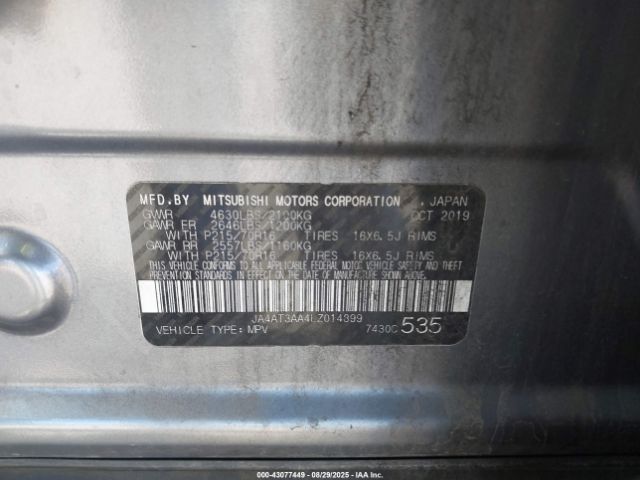 MFD.BY MITSUBISHI MOTORS CORPORATION , JAPAN
GVWR 4630LBS/2100KG OCT 2019
GAWR FR 2646LBS/1200KG
WITH P215/70R16 TIRES 16X6.5J RIMS
GAWR RR 2557LBS/1160KG
WITH P215/70R16 TIRES 16X6.5J RIMS
THIS VEHICLE CONFORMS TO ALL APPLICABLE FEDERAL MOTOR VEHICLE SAFETY AND
THEFT PREVENTION STANDARDS IN EFFECT ON THE DATE OF MANUFACTURE SHOWN ABOVE.
JA4AT3AA4LZ014399
VEHICLE TYPE: MPV 7430C 535
000-43077449 - 08/29/2025 - IAA Inc.